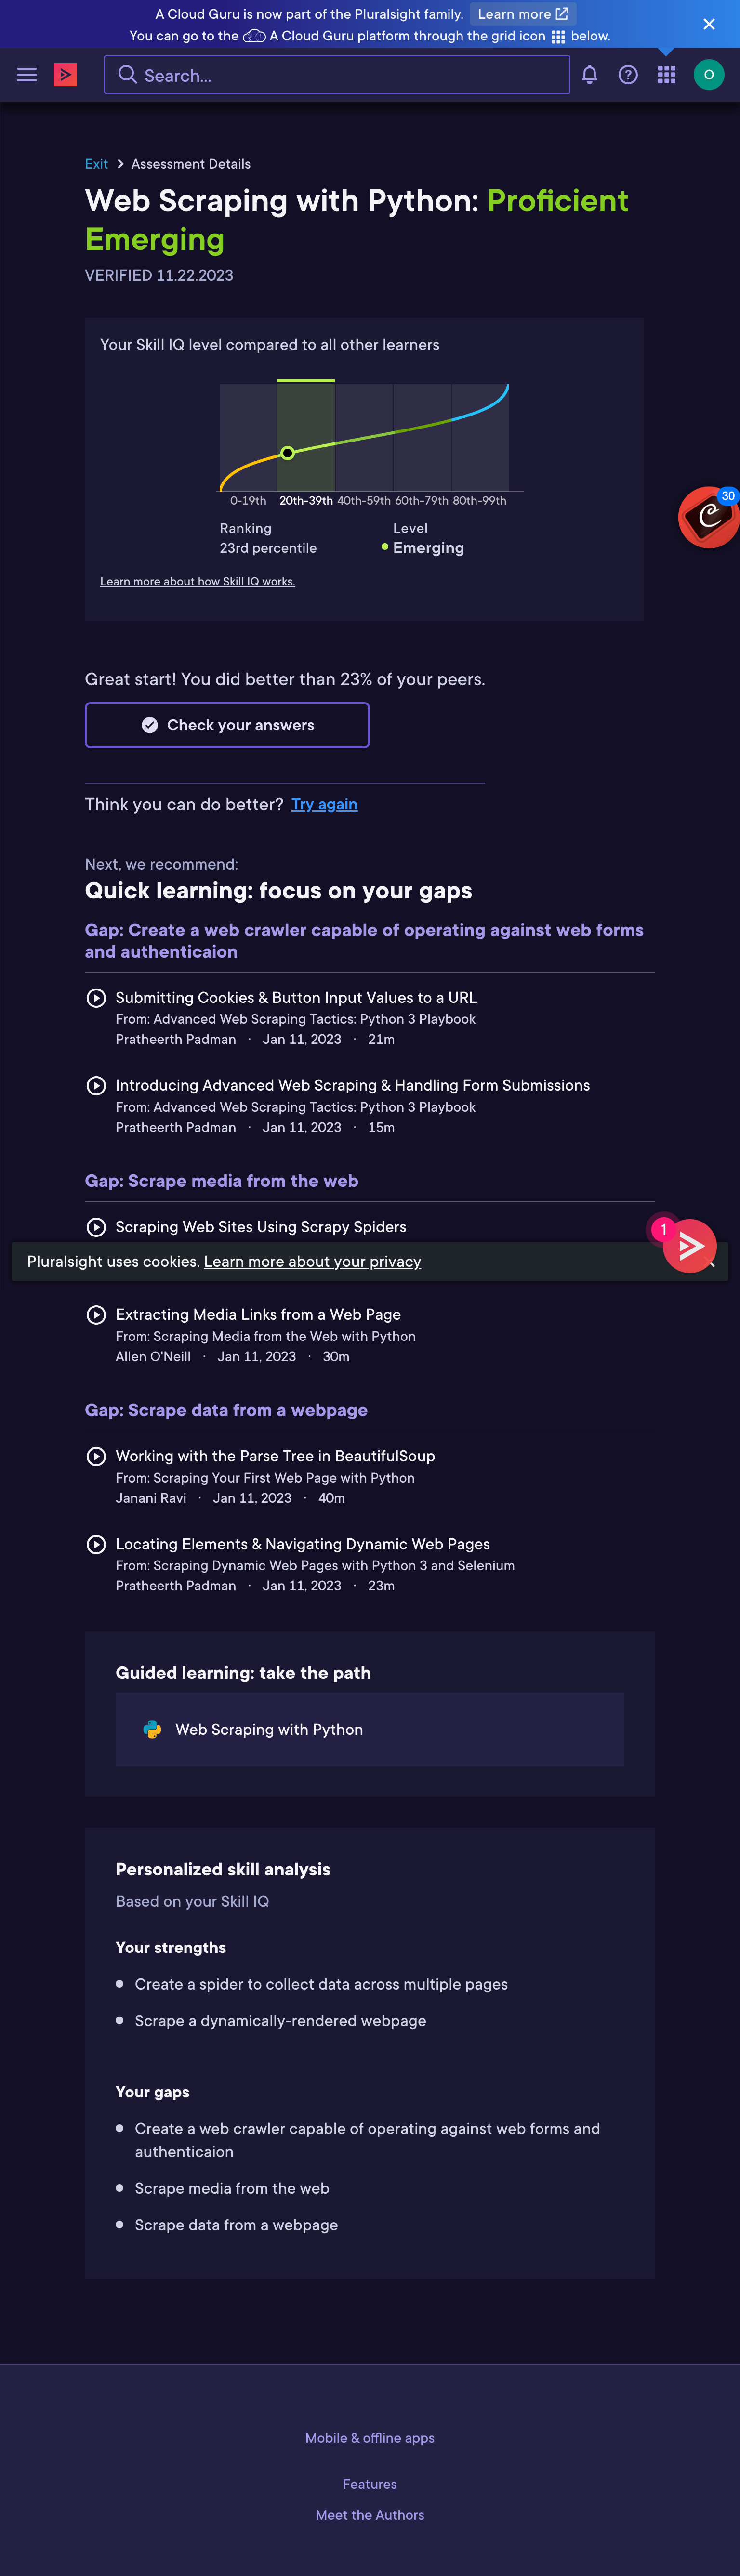 A Cloud Guru is now part of the Pluralsight family. Learn more
You can go to the A Cloud Guru platform through the grid icon below.
Search...
O
Exit > Assessment Details
Web Scraping with Python: Proficient
Emerging
VERIFIED 11.22.2023
Your Skill IQ level compared to all other learners
0-19th 20th-39th 40th-59th 60th-79th 80th-99th
Ranking Level
23rd percentile Emerging
30
Learn more about how Skill IQ works.
Great start! You did better than 23% of your peers.
Check your answers
Think you can do better? Try again
Next, we recommend:
Quick learning: focus on your gaps
Gap: Create a web crawler capable of operating against web forms
and authenticaion
Submitting Cookies & Button Input Values to a URL
From: Advanced Web Scraping Tactics: Python 3 Playbook
Pratheerth Padman · Jan 11, 2023 · 21m
Introducing Advanced Web Scraping & Handling Form Submissions
From: Advanced Web Scraping Tactics: Python 3 Playbook
Pratheerth Padman · Jan 11, 2023 · 15m
Gap: Scrape media from the web
Scraping Web Sites Using Scrapy Spiders
1
Pluralsight uses cookies. Learn more about your privacy
Extracting Media Links from a Web Page
From: Scraping Media from the Web with Python
Allen O'Neill · Jan 11, 2023 · 30m
Gap: Scrape data from a webpage
Working with the Parse Tree in BeautifulSoup
From: Scraping Your First Web Page with Python
Janani Ravi · Jan 11, 2023 · 40m
Locating Elements & Navigating Dynamic Web Pages
From: Scraping Dynamic Web Pages with Python 3 and Selenium
Pratheerth Padman · Jan 11, 2023 · 23m
Guided learning: take the path
Web Scraping with Python
Personalized skill analysis
Based on your Skill IQ
Your strengths
Create a spider to collect data across multiple pages
Scrape a dynamically-rendered webpage
Your gaps
Create a web crawler capable of operating against web forms and
authenticaion
Scrape media from the web
Scrape data from a webpage
Mobile & offline apps
Features
Meet the Authors